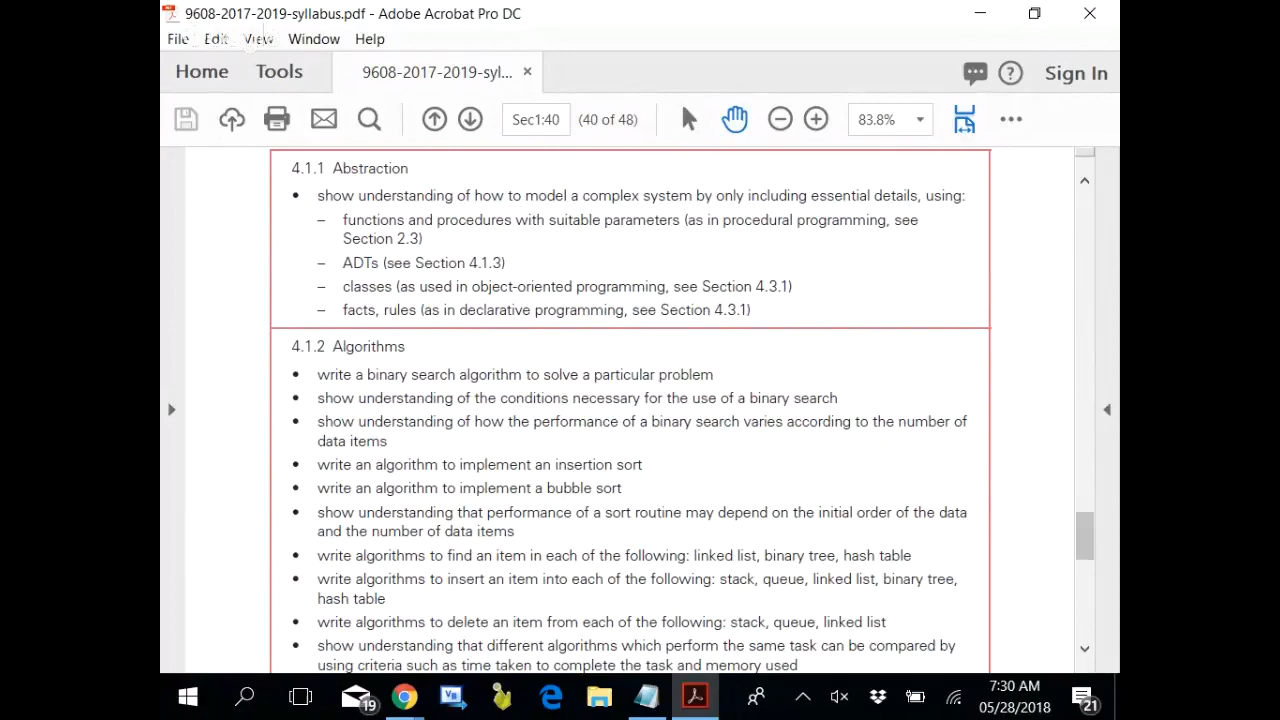 9608-2017-2019-syllabus.pdf - Adobe Acrobat Pro DC
File Edit View Window Help
Home Tools 9608-2017-2019-syl... × Sign In
Sec1:40 (40 of 48) 83.8%
4.1.1 Abstraction
• show understanding of how to model a complex system by only including essential details, using:
– functions and procedures with suitable parameters (as in procedural programming, see
Section 2.3)
– ADTs (see Section 4.1.3)
– classes (as used in object-oriented programming, see Section 4.3.1)
– facts, rules (as in declarative programming, see Section 4.3.1)
4.1.2 Algorithms
• write a binary search algorithm to solve a particular problem
• show understanding of the conditions necessary for the use of a binary search
• show understanding of how the performance of a binary search varies according to the number of
data items
• write an algorithm to implement an insertion sort
• write an algorithm to implement a bubble sort
• show understanding that performance of a sort routine may depend on the initial order of the data
and the number of data items
• write algorithms to find an item in each of the following: linked list, binary tree, hash table
• write algorithms to insert an item into each of the following: stack, queue, linked list, binary tree,
hash table
• write algorithms to delete an item from each of the following: stack, queue, linked list
• show understanding that different algorithms which perform the same task can be compared by
using criteria such as time taken to complete the task and memory used
19 VB 7:30 AM
05/28/2018 21